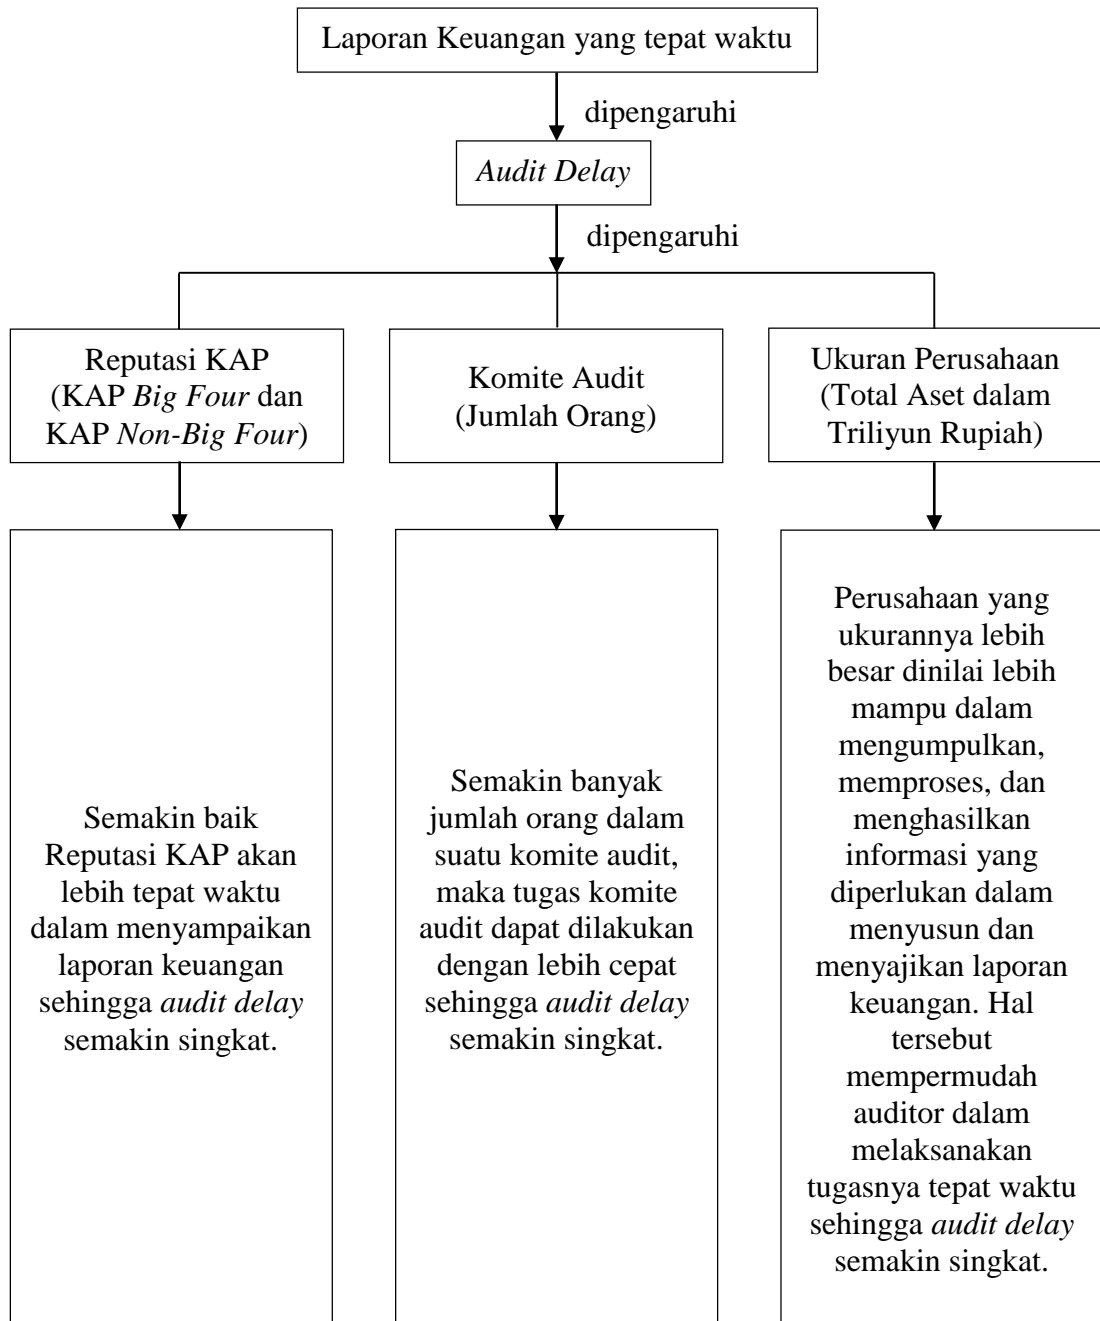 Laporan Keuangan yang tepat waktu
dipengaruhi
Audit Delay
dipengaruhi
Reputasi KAP
(KAP Big Four dan
KAP Non-Big Four)
Komite Audit
(Jumlah Orang)
Ukuran Perusahaan
(Total Aset dalam
Triliyun Rupiah)
Semakin baik
Reputasi KAP akan
lebih tepat waktu
dalam menyampaikan
laporan keuangan
sehingga audit delay
semakin singkat.
Semakin banyak
jumlah orang dalam
suatu komite audit,
maka tugas komite
audit dapat dilakukan
dengan lebih cepat
sehingga audit delay
semakin singkat.
Perusahaan yang
ukurannya lebih
besar dinilai lebih
mampu dalam
mengumpulkan,
memproses, dan
menghasilkan
informasi yang
diperlukan dalam
menyusun dan
menyajikan laporan
keuangan. Hal
tersebut
mempermudah
auditor dalam
melaksanakan
tugasnya tepat waktu
sehingga audit delay
semakin singkat.